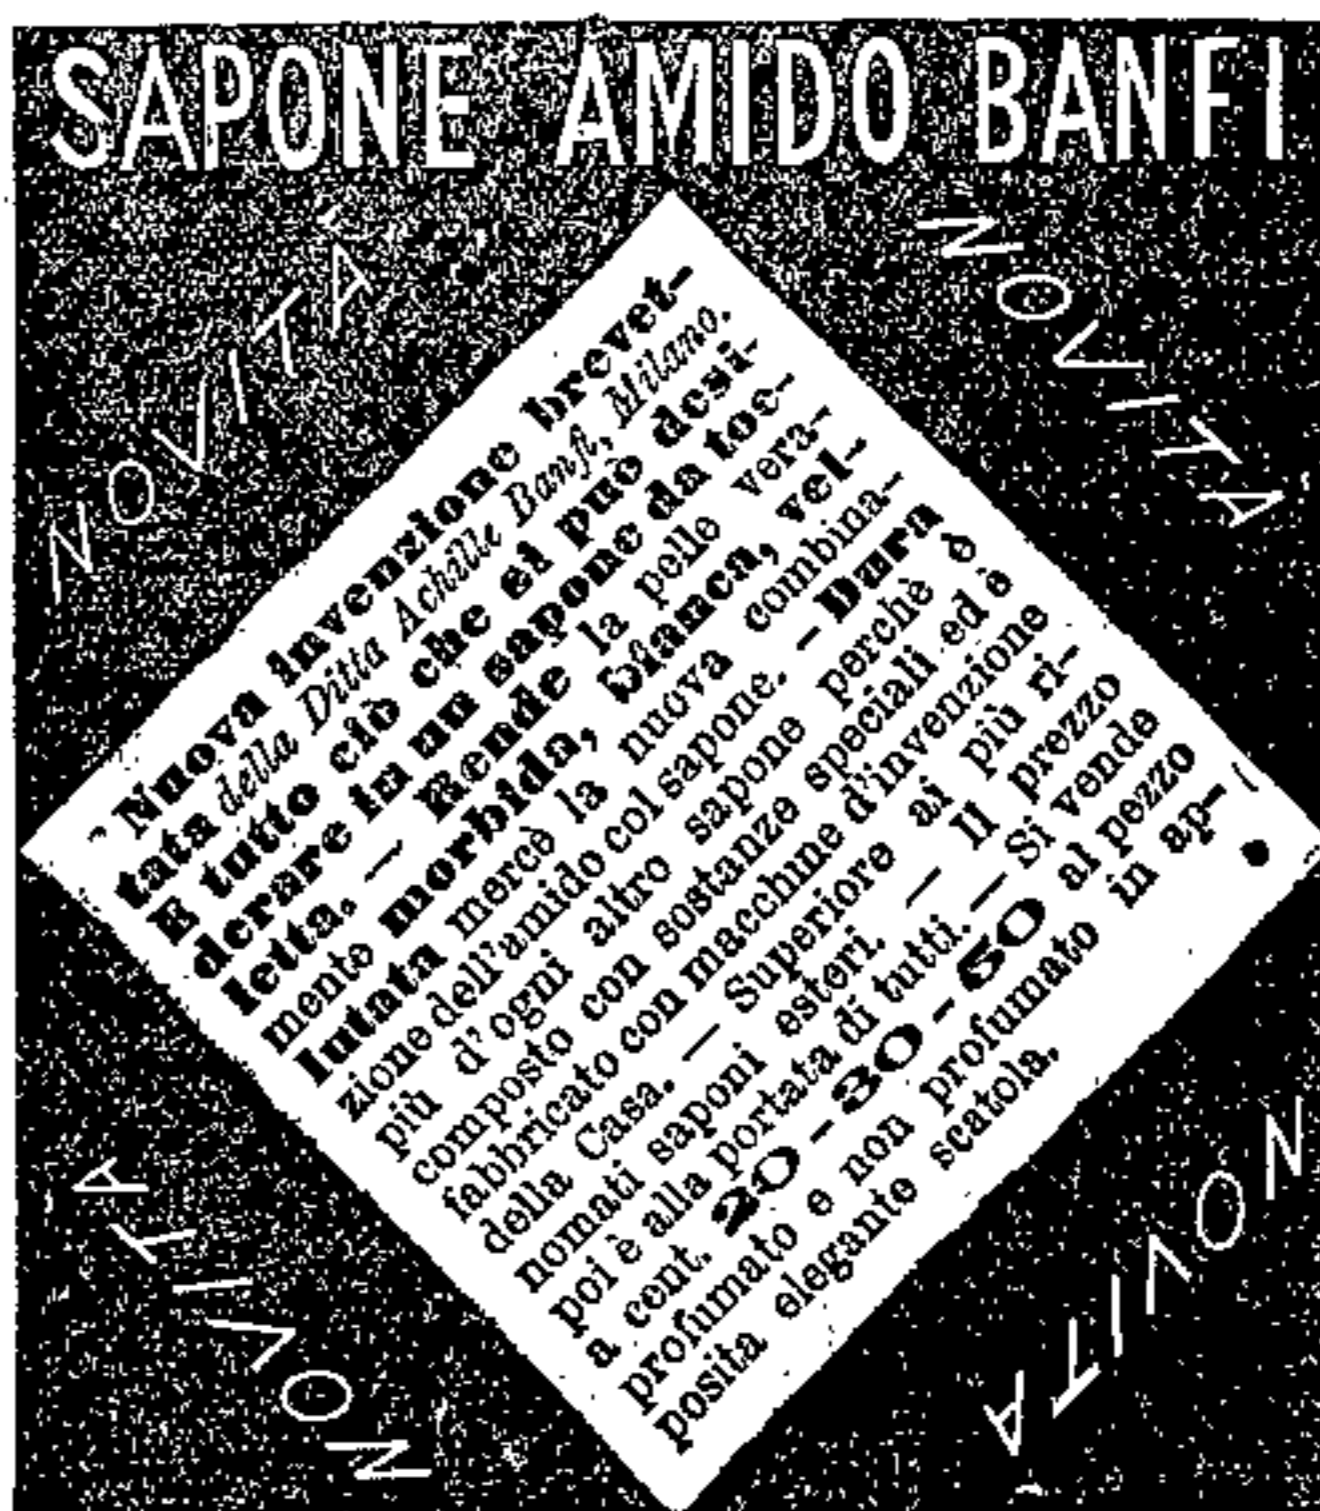 SAPONE AMIDO BANFI
NOVITÀ
NOVITÀ
Nuova invenzione brevet-
tata della Ditta Achille Banfi, Milano.
È tutto ciò che si può desi-
derare in un sapone da toe-
letta. — Rende la pelle vera-
mente morbida, bianca, vel-
lutata mercè la nuova combina-
zione dell'amido col sapone. — Dura
più d'ogni altro sapone perchè è
composto con sostanze speciali ed è
fabbricato con macchine d'invenzione
della Casa. — Superiore ai più ri-
nomati saponi esteri. — Il prezzo
poi è alla portata di tutti. — Si vende
a cent. 20-30-50 al pezzo
profumato e non profumato in ap-
posita elegante scatola.
NOVITA
NOVITA